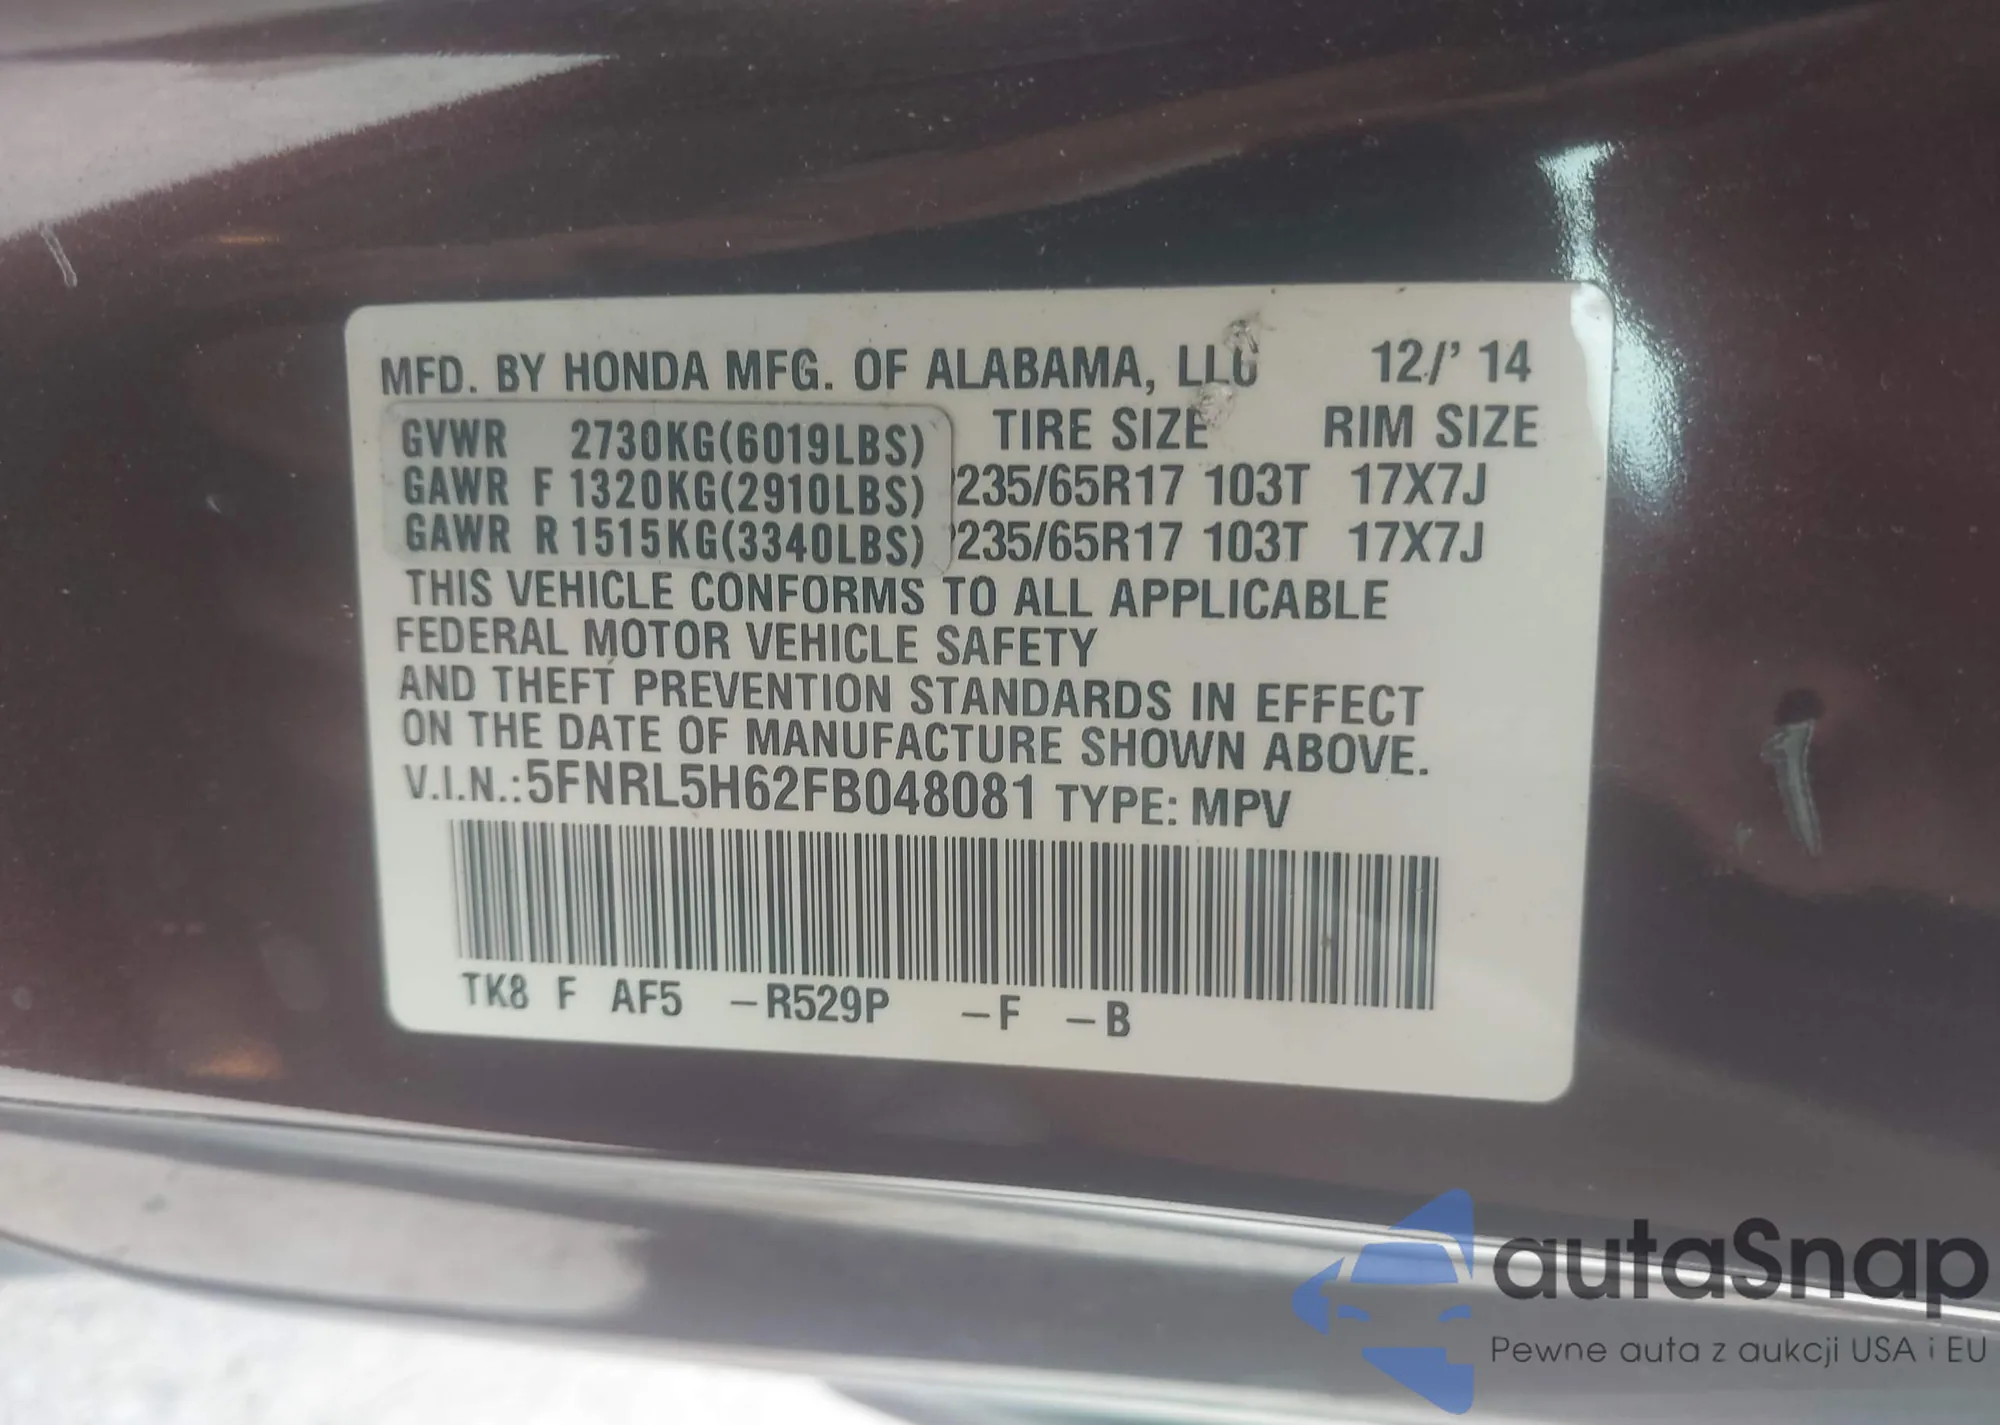 MFD. BY HONDA MFG. OF ALABAMA, LLC 12/' 14
TIRE SIZE RIM SIZE
GVWR 2730KG(6019LBS)
GAWR F 1320KG(2910LBS) P235/65R17 103T 17X7J
GAWR R 1515KG(3340LBS) P235/65R17 103T 17X7J
THIS VEHICLE CONFORMS TO ALL APPLICABLE
FEDERAL MOTOR VEHICLE SAFETY
AND THEFT PREVENTION STANDARDS IN EFFECT
ON THE DATE OF MANUFACTURE SHOWN ABOVE.
V.I.N.:5FNRL5H62FB048081 TYPE: MPV
TK8 F AF5 -R529P -F -B
autaSnap
Pewne auta z aukcji USA i EU